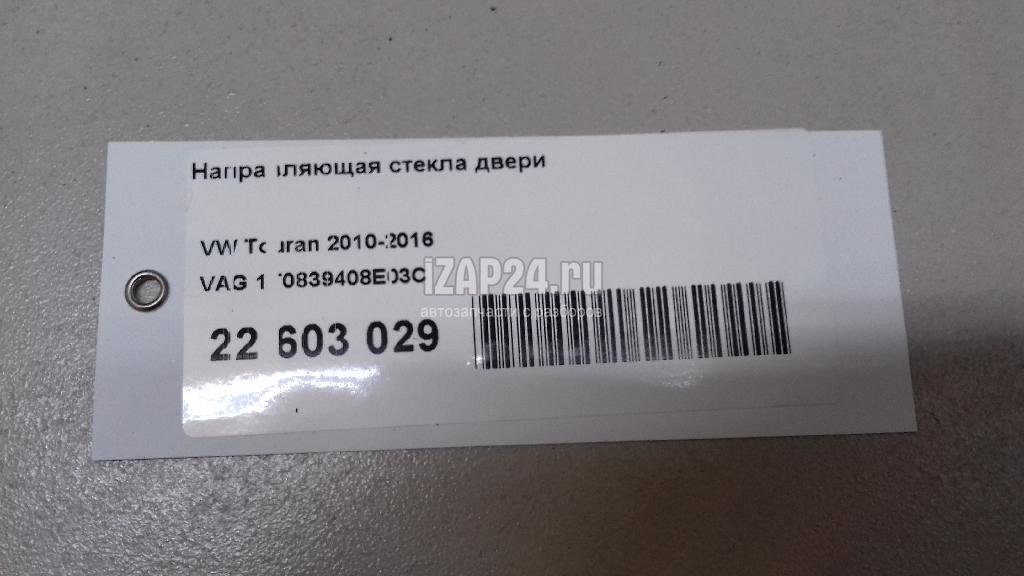 Направляющая стекла двери
VW Touran 2010-2016
VAG 1T0839408E03C
iZAP24.ru
автозапчасти с разборов
22 603 029